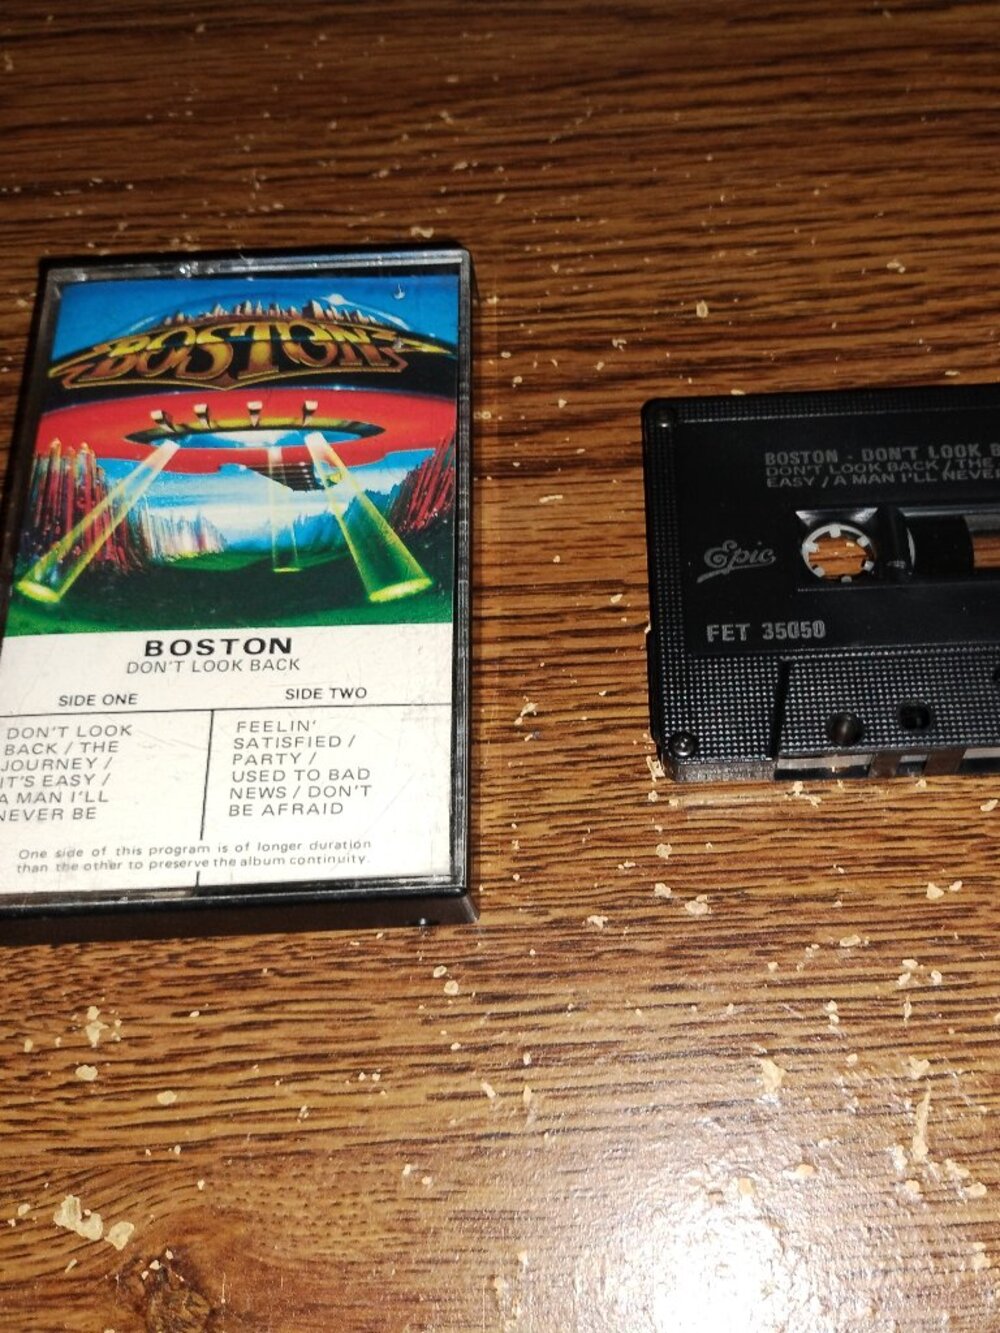 BOSTON
BOSTON
DON'T LOOK BACK
SIDE ONE
DON'T LOOK
BACK / THE
JOURNEY /
IT'S EASY /
A MAN I'LL
NEVER BE
SIDE TWO
FEELIN'
SATISFIED /
PARTY /
USED TO BAD
NEWS / DON'T
BE AFRAID
One side of this program is of longer duration
than the other to preserve the album continuity.
BOSTON - DON'T LOOK B
DON'T LOOK BACK / THE
EASY / A MAN I'LL NEVER
Epic
FET 35050